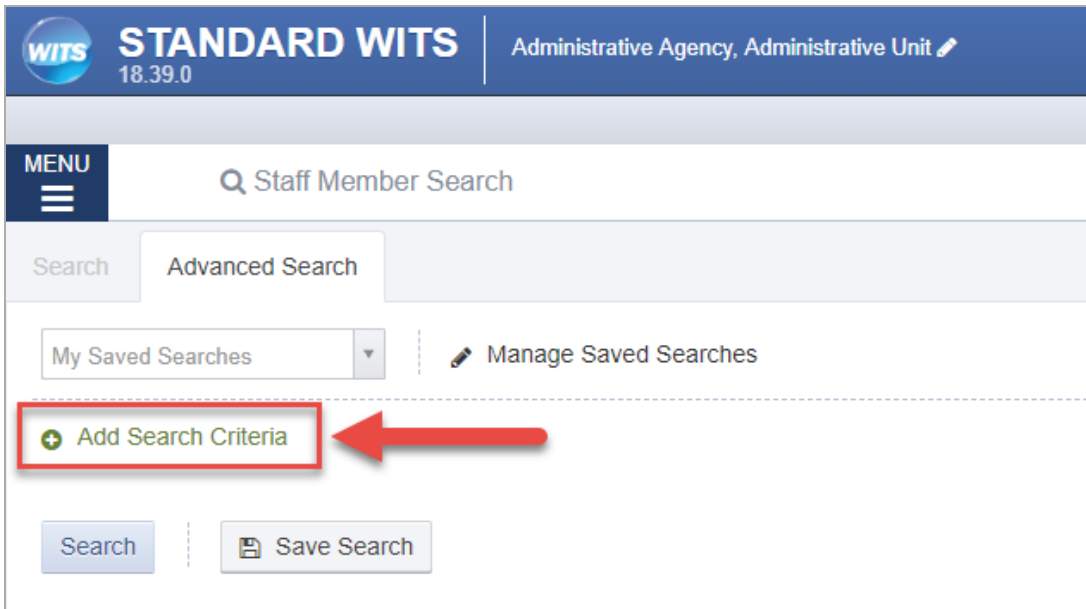 WITS STANDARD WITS Administrative Agency, Administrative Unit
18.39.0
MENU
Staff Member Search
Search Advanced Search
My Saved Searches Manage Saved Searches
Add Search Criteria
Search Save Search